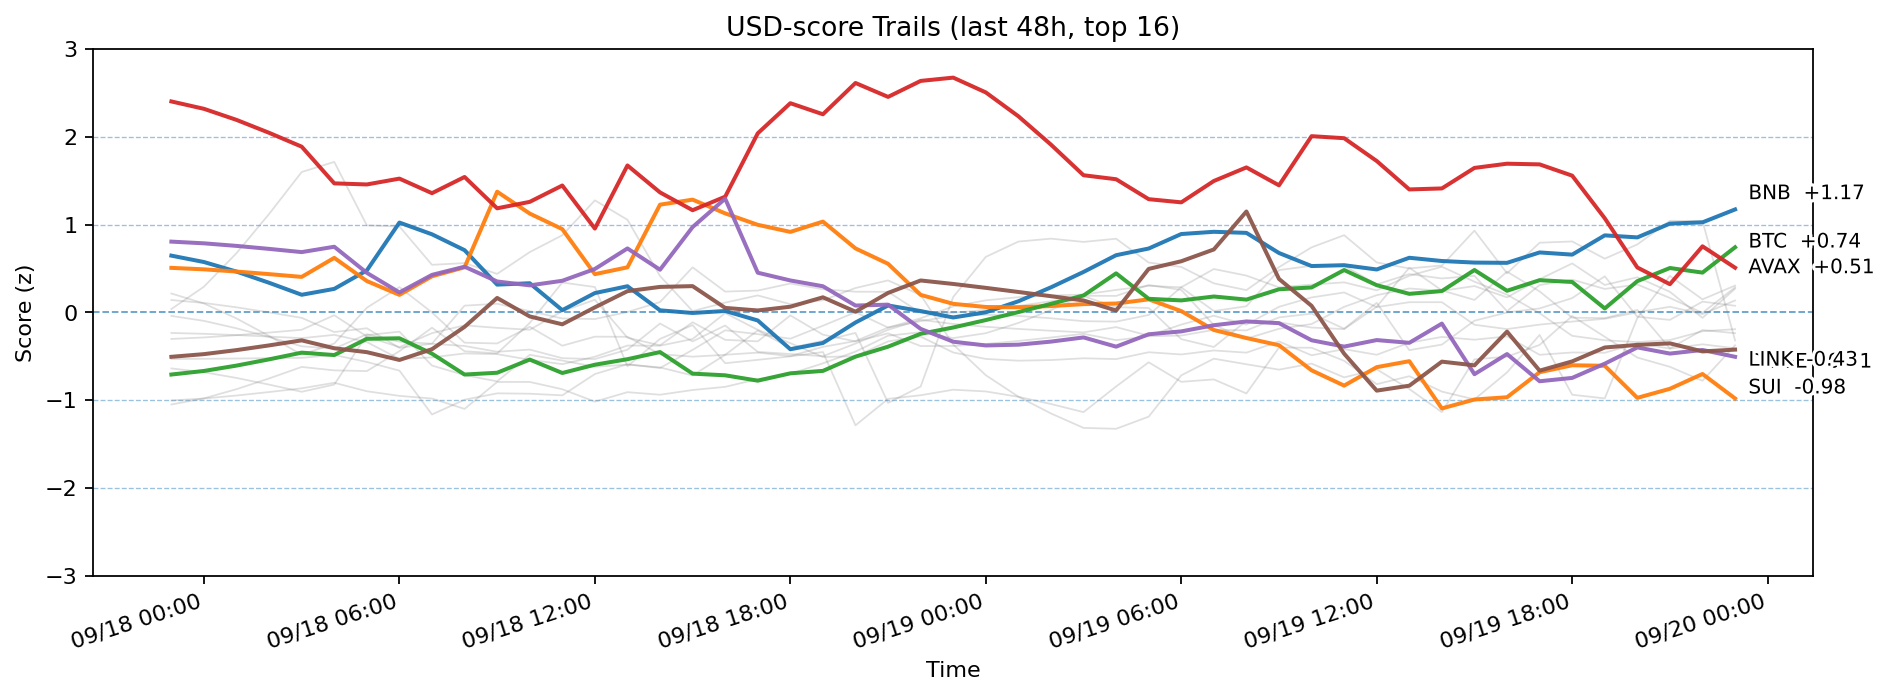 USD-score Trails (last 48h, top 16)
3
2
1
0
−1
−2
−3
Score (z)
BNB +1.17
BTC +0.74
AVAX +0.51
LINK -0.43
SUI -0.98
09/18 00:00
09/18 06:00
09/18 12:00
09/18 18:00
09/19 00:00
09/19 06:00
09/19 12:00
09/19 18:00
09/20 00:00
Time